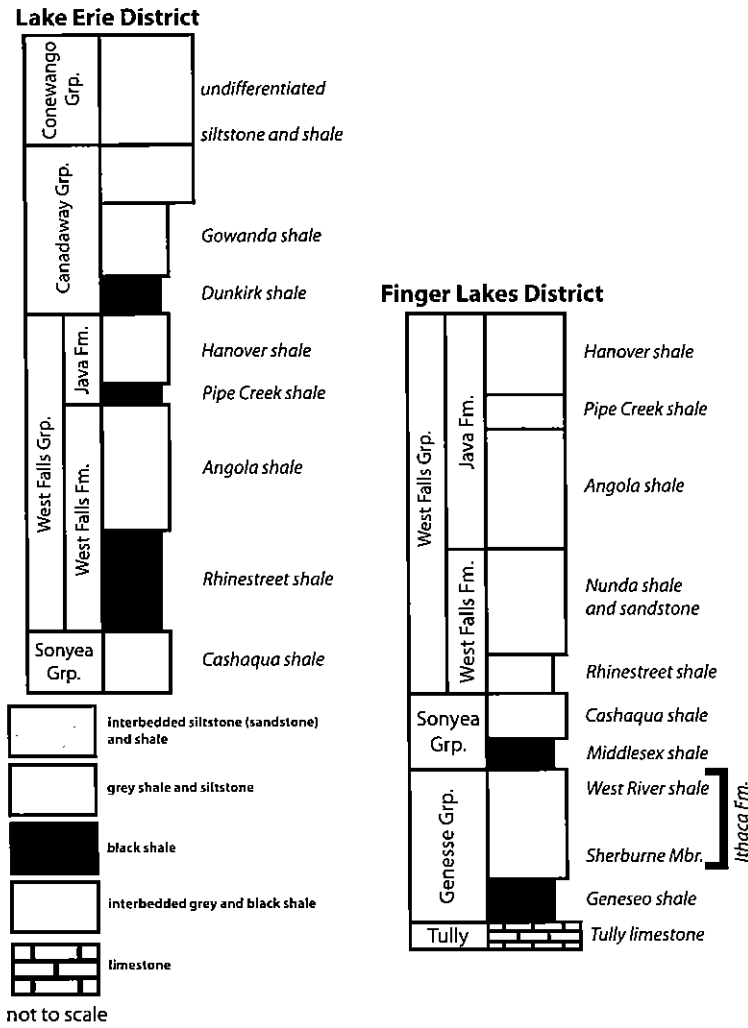 Lake Erie District
Conewango
Grp.
undifferentiated
siltstone and shale
Canadaway Grp.
Gowanda shale
Dunkirk shale
West Falls Grp.
Java Fm.
Hanover shale
Pipe Creek shale
West Falls Fm.
Angola shale
Rhinestreet shale
Sonyea
Grp.
Cashaqua shale
interbedded siltstone (sandstone)
and shale
grey shale and siltstone
black shale
interbedded grey and black shale
limestone
not to scale
Finger Lakes District
West Falls Grp.
Java Fm.
Hanover shale
Pipe Creek shale
Angola shale
West Falls Fm.
Nunda shale
and sandstone
Rhinestreet shale
Sonyea
Grp.
Cashaqua shale
Middlesex shale
Genesse Grp.
West River shale
Sherburne Mbr.
Ithaca Fm.
Geneseo shale
Tully
Tully limestone